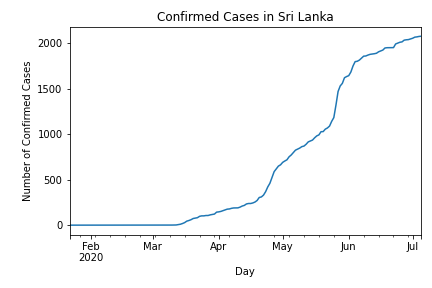 Confirmed Cases in Sri Lanka
Number of Confirmed Cases
2000
1500
1000
500
0
Feb Mar Apr May Jun Jul
2020
Day